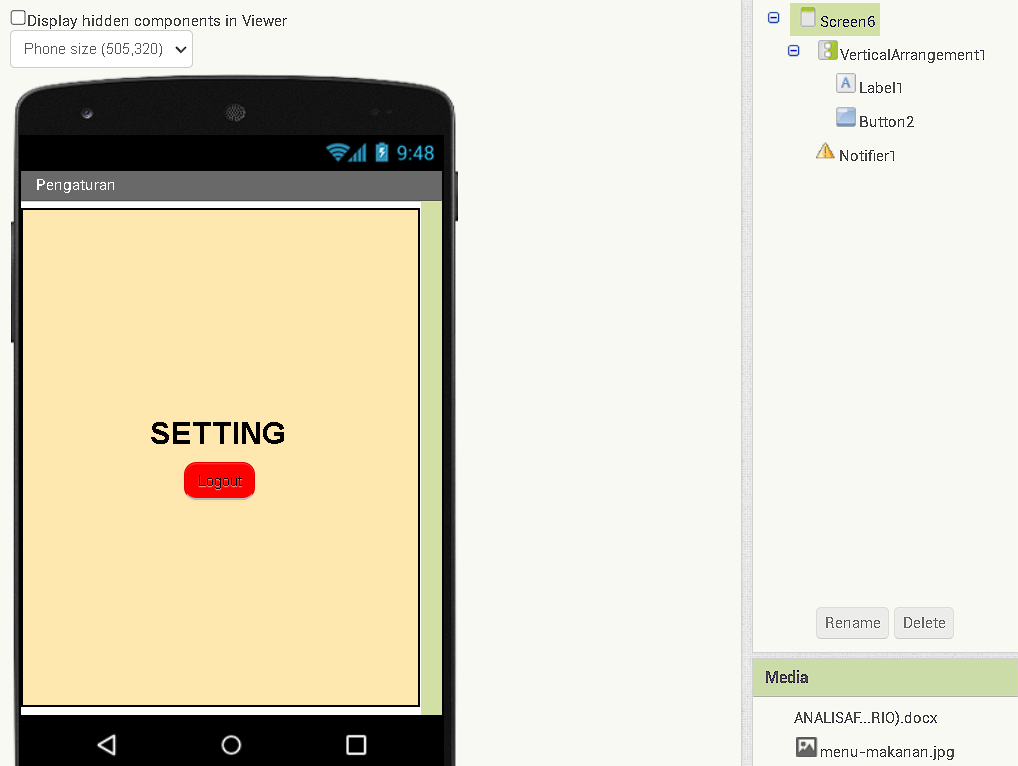 Display hidden components in Viewer
Phone size (505,320)
9:48
Pengaturan
SETTING
Logout
Screen6
VerticalArrangement1
A Label1
Button2
Notifier1
Rename Delete
Media
ANALISAF...RIO).docx
menu-makanan.jpg